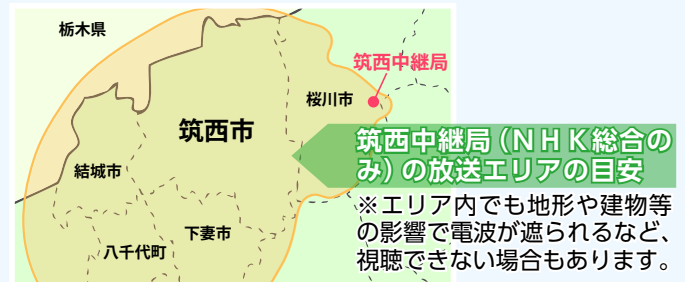 栃木県
筑西中継局
桜川市
筑西市
結城市
下妻市
八千代町
筑西中継局（ＮＨＫ総合の
み）の放送エリアの目安
※エリア内でも地形や建物等
の影響で電波が遮られるなど、
視聴できない場合もあります。